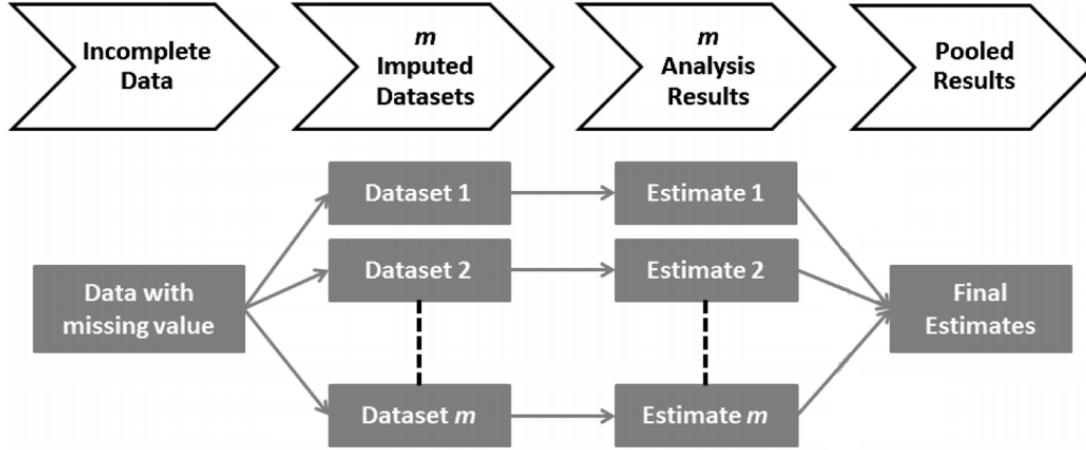 Incomplete
Data
m
Imputed
Datasets
m
Analysis
Results
Pooled
Results
Data with
missing value
Dataset 1
Dataset 2
Dataset m
Estimate 1
Estimate 2
Estimate m
Final
Estimates